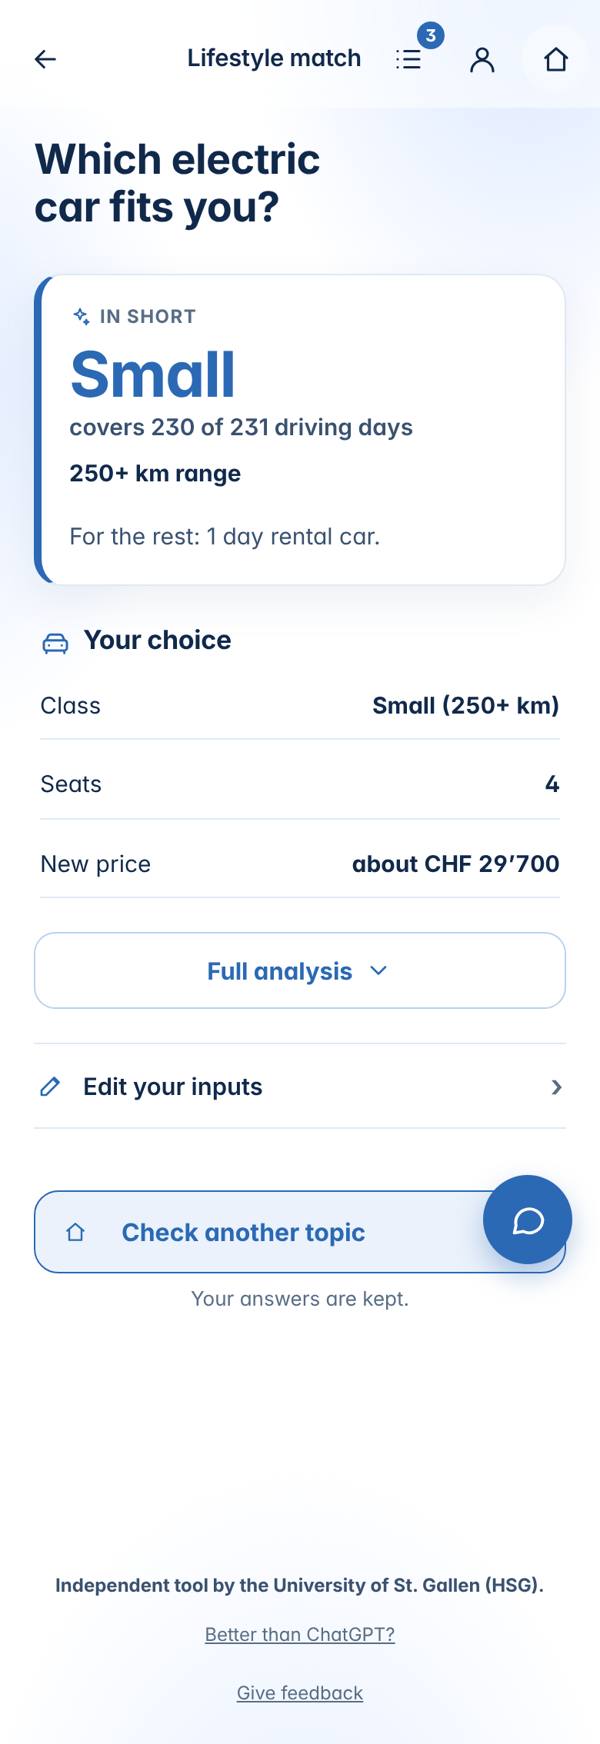 3
Lifestyle match
Which electric
car fits you?
IN SHORT
Small
covers 230 of 231 driving days
250+ km range
For the rest: 1 day rental car.
Your choice
Class Small (250+ km)
Seats 4
New price about CHF 29’700
Full analysis
Edit your inputs
Check another topic
Your answers are kept.
Independent tool by the University of St. Gallen (HSG).
Better than ChatGPT?
Give feedback